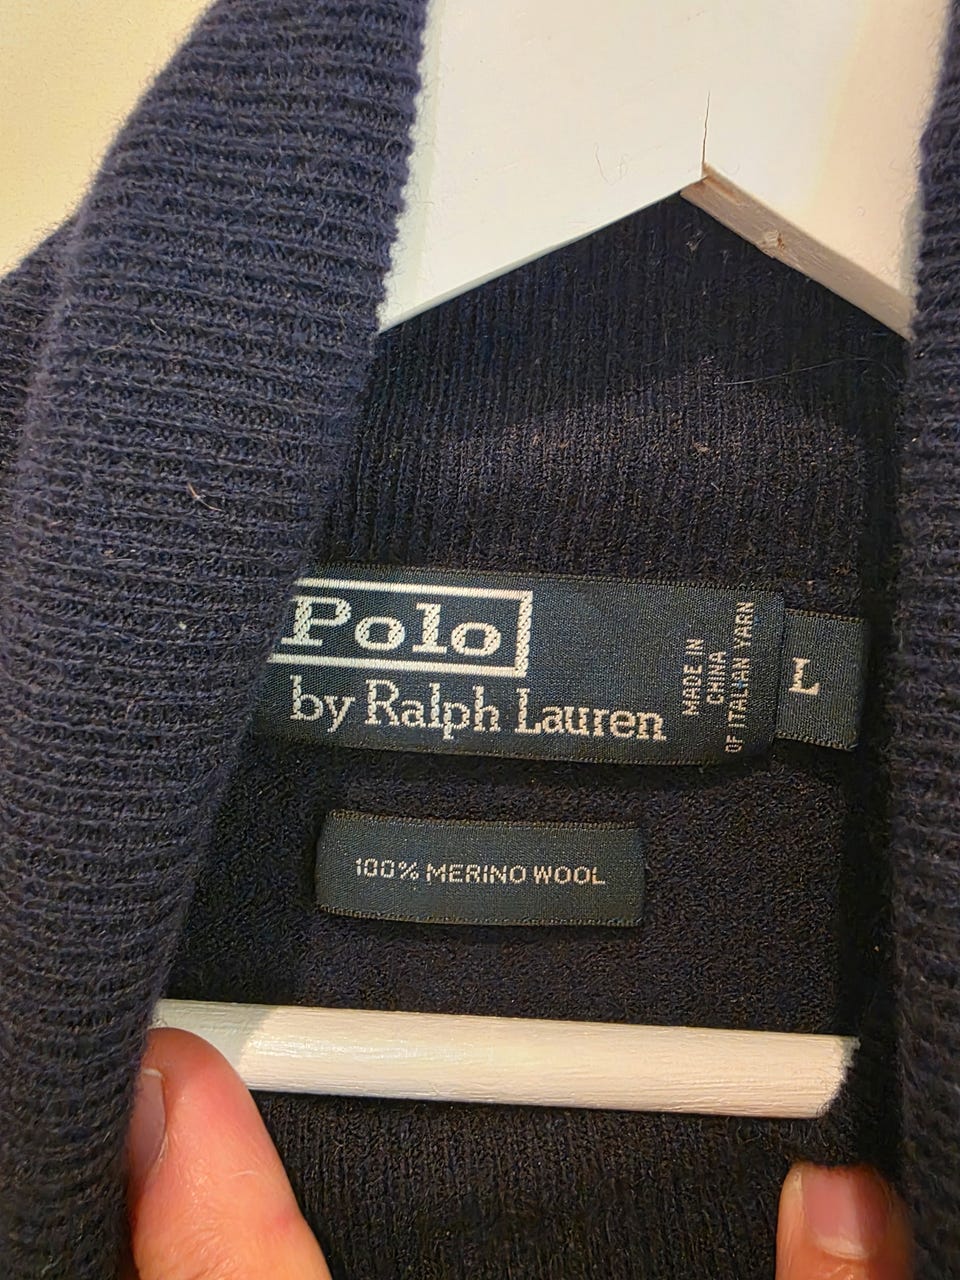 Polo
by Ralph Lauren
MADE IN
CHINA
OF ITALIAN YARN
L
100% MERINO WOOL